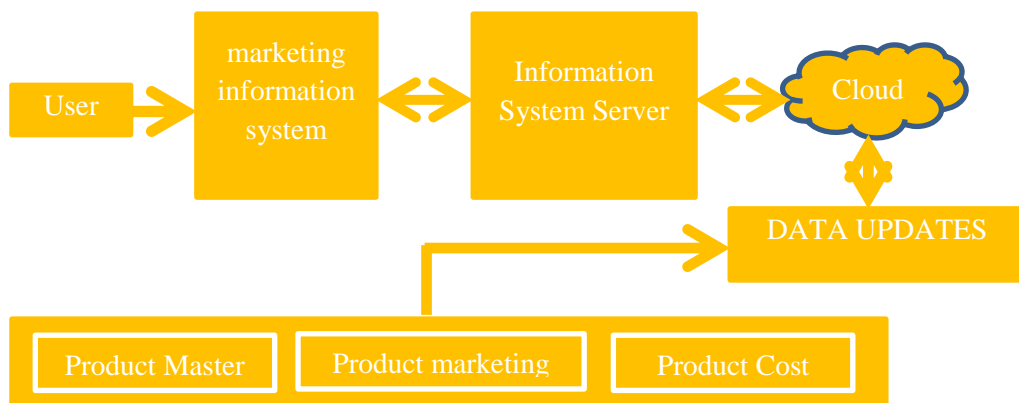 User
marketing
information
system
Information
System Server
Cloud
DATA UPDATES
Product Master
Product marketing
Product Cost